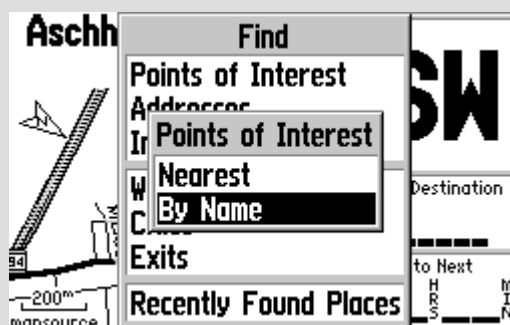 Aschh
Find
Points of Interest
SW
Points of Interest
Nearest
By Name
Destination
Exits
94
to Next
200m
H
R
S
M
I
N
Recently Found Places
mapsource